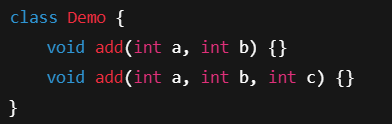 class Demo {
    void add(int a, int b) {}
    void add(int a, int b, int c) {}
}